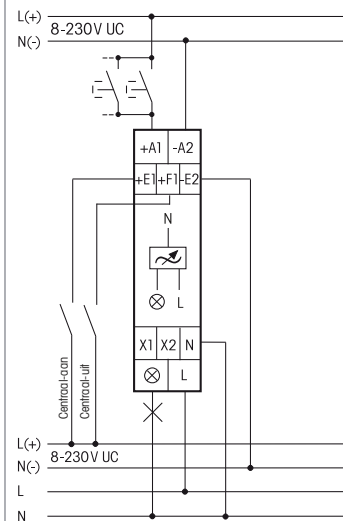 L(+)
8-230V UC
N(-)
+A1 -A2
+E1 +F1 -E2
N
L
X1 X2 N
L
Centraal-aan
Centraal-uit
L(+)
8-230V UC
N(-)
L
N